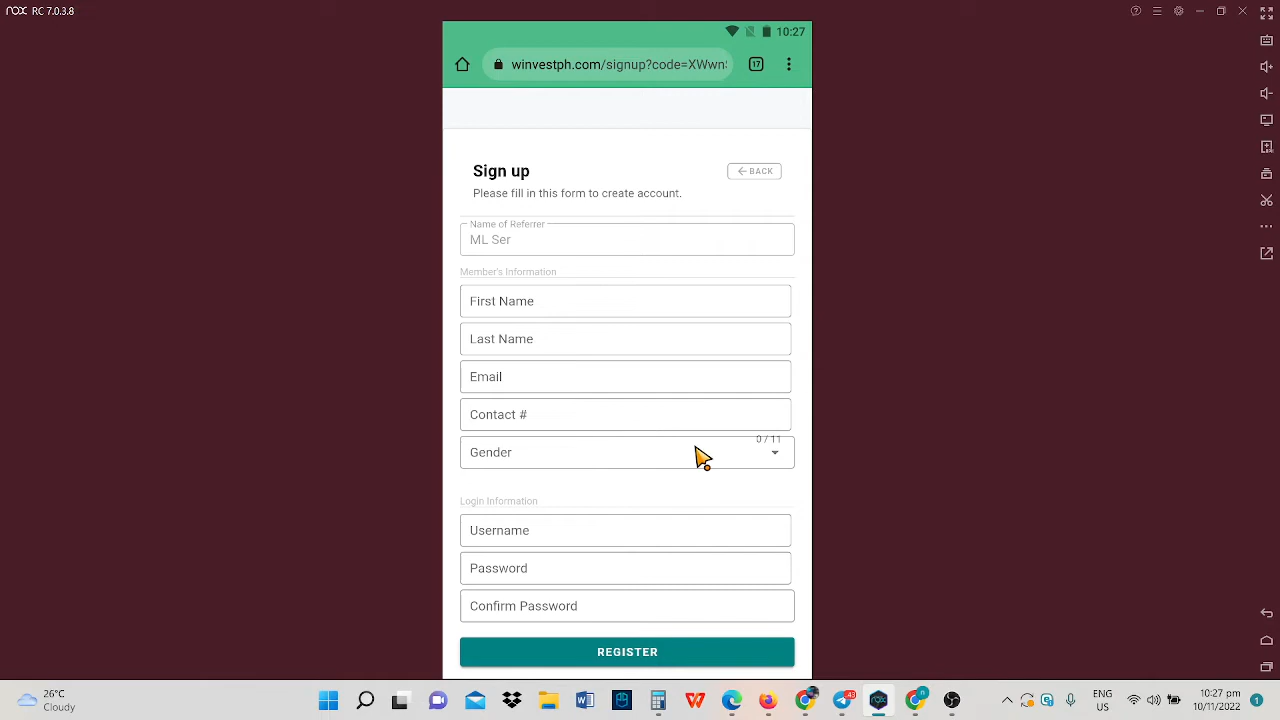 nox RC 7.0.3.8
10:27
winvestph.com/signup?code=XWwn
17
Sign up
BACK
Please fill in this form to create account.
Name of Referrer
ML Ser
Member's Information
First Name
Last Name
Email
Contact #
0 / 11
Gender
Login Information
Username
Password
Confirm Password
REGISTER
26°C
Cloudy
ENG
PE
10:27 pm
10/11/2022
1